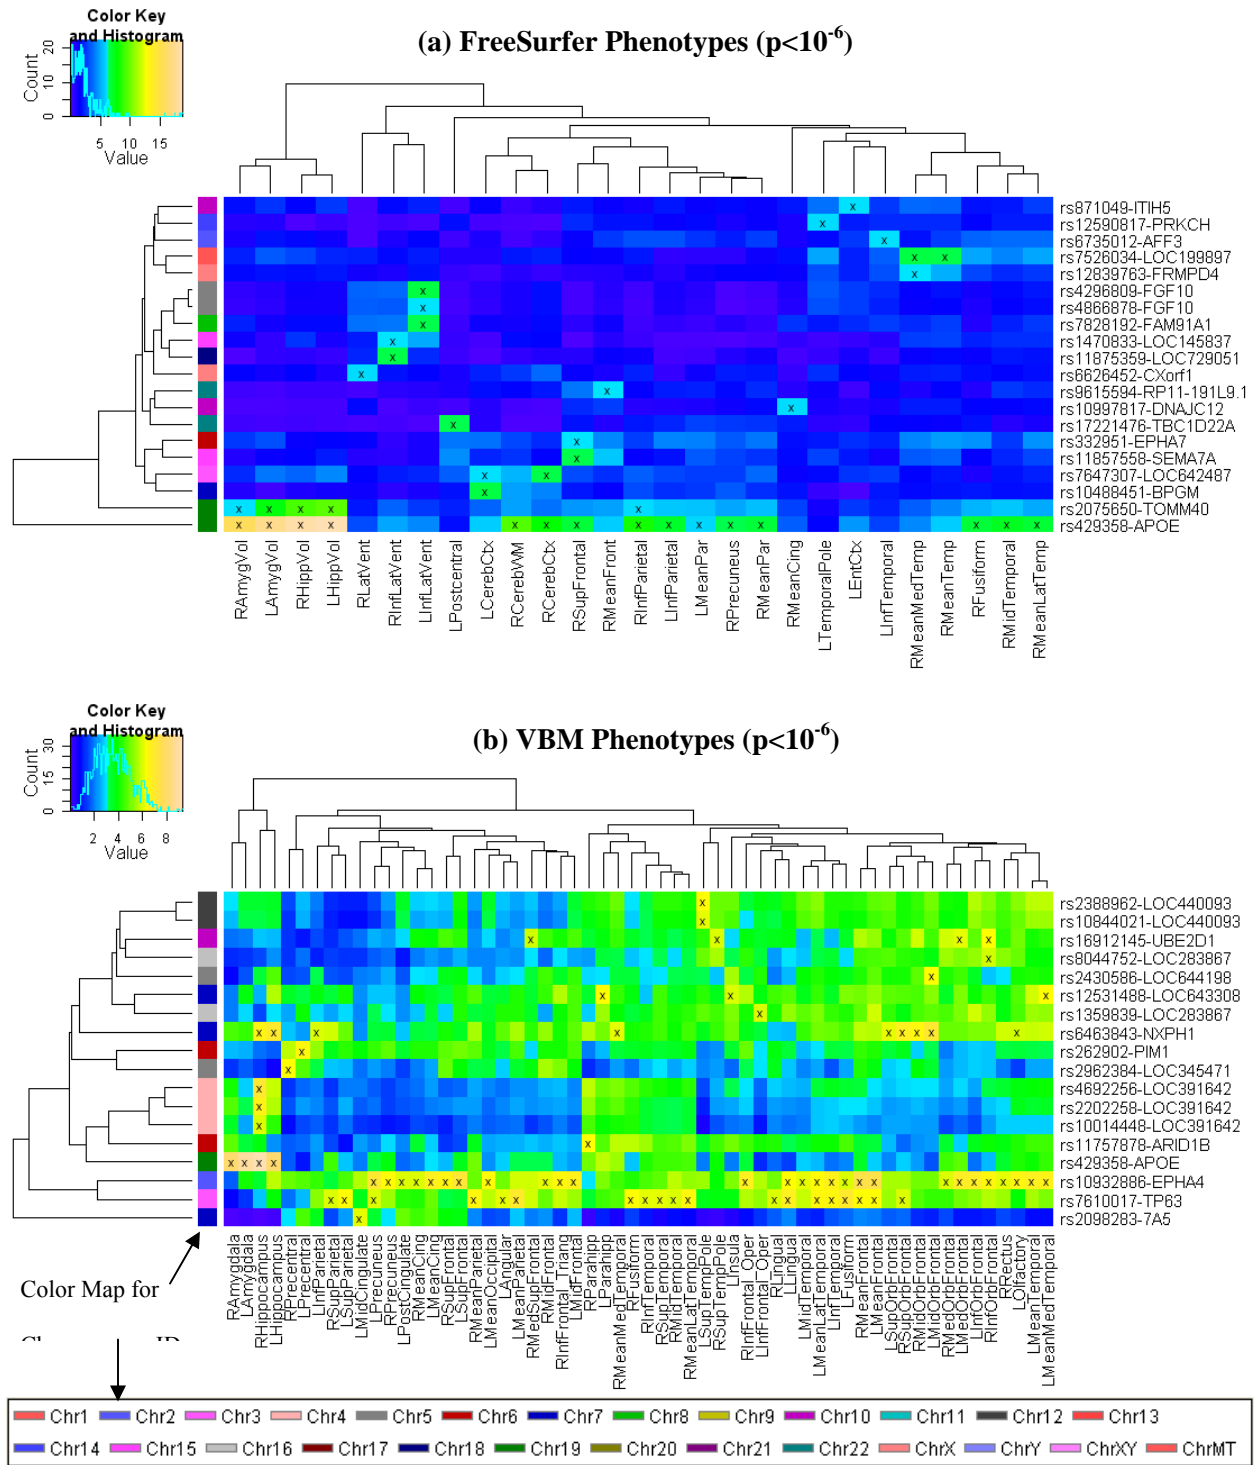 Color Key
and Histogram
Count
0 10 20
5 10 15
Value
(a) FreeSurfer Phenotypes (p<10-6)
rs871049-ITIH5
rs12590817-PRKCH
rs6735012-AFF3
rs7526034-LOC199897
rs12839763-FRMPD4
rs4296809-FGF10
rs4866878-FGF10
rs7828192-FAM91A1
rs1470833-LOC145837
rs11875359-LOC729051
rs6626452-CXorf1
rs9615594-RP11-191L9.1
rs10997817-DNAJC12
rs17221476-TBC1D22A
rs332951-EPHA7
rs11857558-SEMA7A
rs7647307-LOC642487
rs10488451-BPGM
rs2075650-TOMM40
rs429358-APOE
RAmygVol
LAmygVol
RHippVol
LHippVol
RLatVent
RInfLatVent
LInfLatVent
LPostcentral
LCerebCtx
RCerebWM
RCerebCtx
RSupFrontal
RMeanFront
RInfParietal
LInfParietal
LMeanPar
RPrecuneus
RMeanPar
RMeanCing
LTemporalPole
LEntCtx
LInfTemporal
RMeanMedTemp
RMeanTemp
RFusiform
RMidTemporal
RMeanLatTemp
Color Key
and Histogram
Count
0 15 30
2 4 6 8
Value
(b) VBM Phenotypes (p<10-6)
rs2388962-LOC440093
rs10844021-LOC440093
rs16912145-UBE2D1
rs8044752-LOC283867
rs2430586-LOC644198
rs12531488-LOC643308
rs1359839-LOC283867
rs6463843-NXPH1
rs262902-PIM1
rs2962384-LOC345471
rs4692256-LOC391642
rs2202258-LOC391642
rs10014448-LOC391642
rs11757878-ARID1B
rs429358-APOE
rs10932886-EPHA4
rs7610017-TP63
rs2098283-7A5
RAmygdala
LAmygdala
RHippocampus
LHippocampus
RPrecentral
LPrecentral
LInfParietal
RSupParietal
LSupParietal
LMidCingulate
LPrecuneus
RPrecuneus
LPostCingulate
RMeanCing
LMeanCing
RSupFrontal
LSupFrontal
RMeanParietal
LMeanOccipital
LAngular
LMeanParietal
RMedSupFrontal
RMidFrontal
RInfFrontal_Triang
LMidFrontal
RParahipp
LParahipp
RMeanMedTemporal
RFusiform
RInfTemporal
RSupTemporal
RMidTemporal
RMeanLatTemporal
LSupTempPole
RSupTempPole
LInsula
RInfFrontal_Oper
LInfFrontal_Oper
RLingual
LLingual
LMidTemporal
LMeanLatTemporal
LInfTemporal
LFusiform
RMeanFrontal
LMeanFrontal
LSupOrbFrontal
RSupOrbFrontal
RMidOrbFrontal
LMidOrbFrontal
RMedOrbFrontal
LMedOrbFrontal
LInfOrbFrontal
RInfOrbFrontal
RRectus
LOlfactory
LMeanTemporal
LMeanMedTemporal
Color Map for
Chr1 Chr2 Chr3 Chr4 Chr5 Chr6 Chr7 Chr8 Chr9 Chr10 Chr11 Chr12 Chr13
Chr14 Chr15 Chr16 Chr17 Chr18 Chr19 Chr20 Chr21 Chr22 ChrX ChrY ChrXY ChrMT